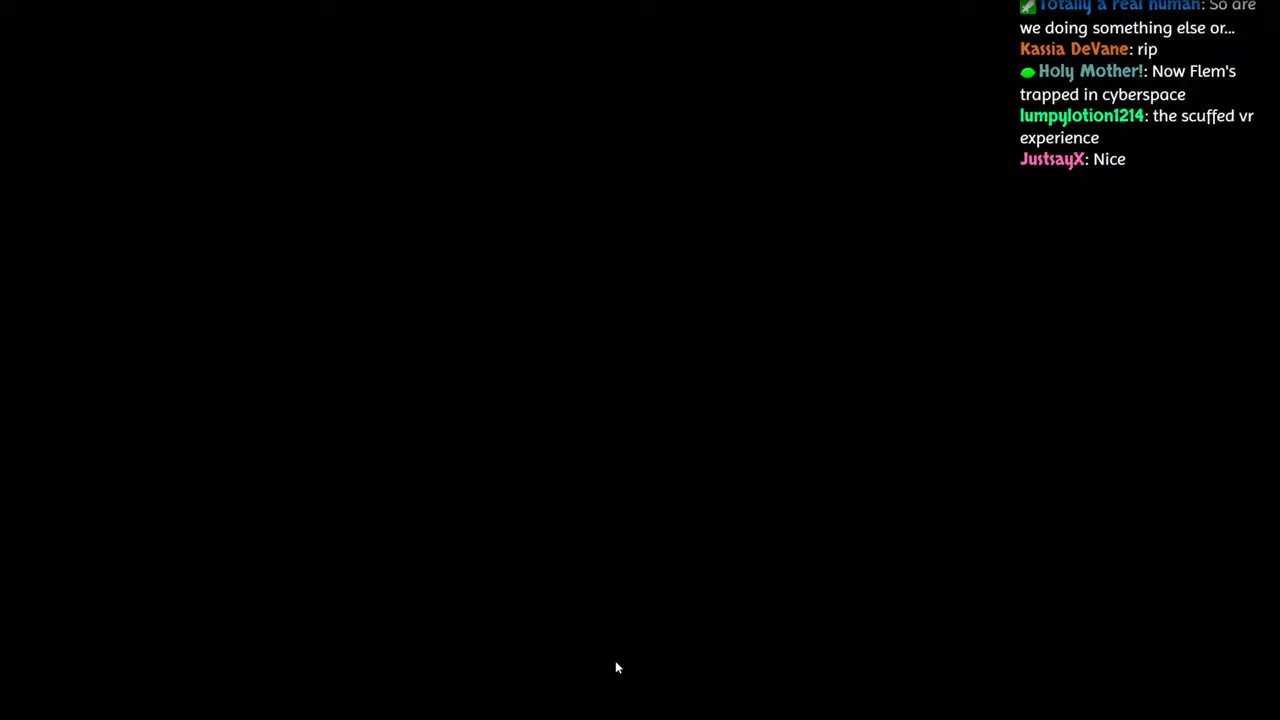 Totally a real human: So are
we doing something else or...
Kassia DeVane: rip
Holy Mother!: Now Flem's
trapped in cyberspace
lumpylotion1214: the scuffed vr
experience
JustsayX: Nice